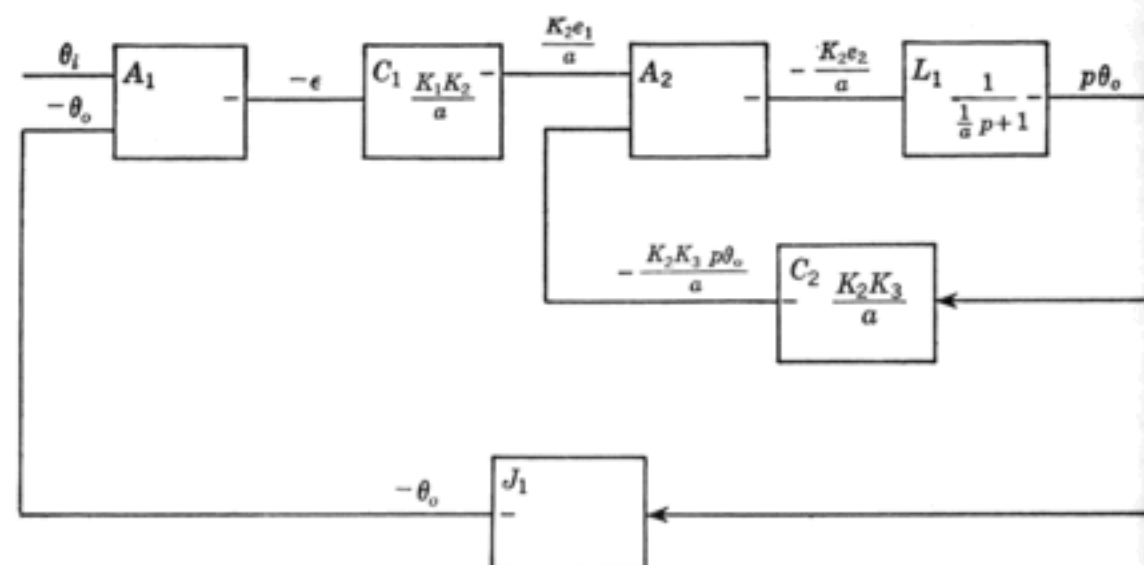 θᵢ
A₁
−θₒ
−
−ϵ
C₁ K₁K₂/a −
K₂e₁/a
A₂
−
−K₂e₂/a
L₁ 1/(1/a p+1) −
pθₒ
−K₂K₃ pθₒ/a
C₂ K₂K₃/a
−
−θₒ
J₁
−